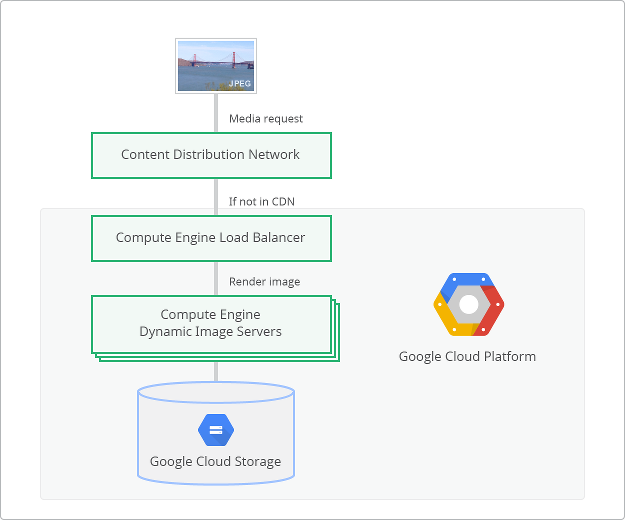 JPEG
Media request
Content Distribution Network
If not in CDN
Compute Engine Load Balancer
Render image
Compute Engine
Dynamic Image Servers
Google Cloud Platform
Google Cloud Storage